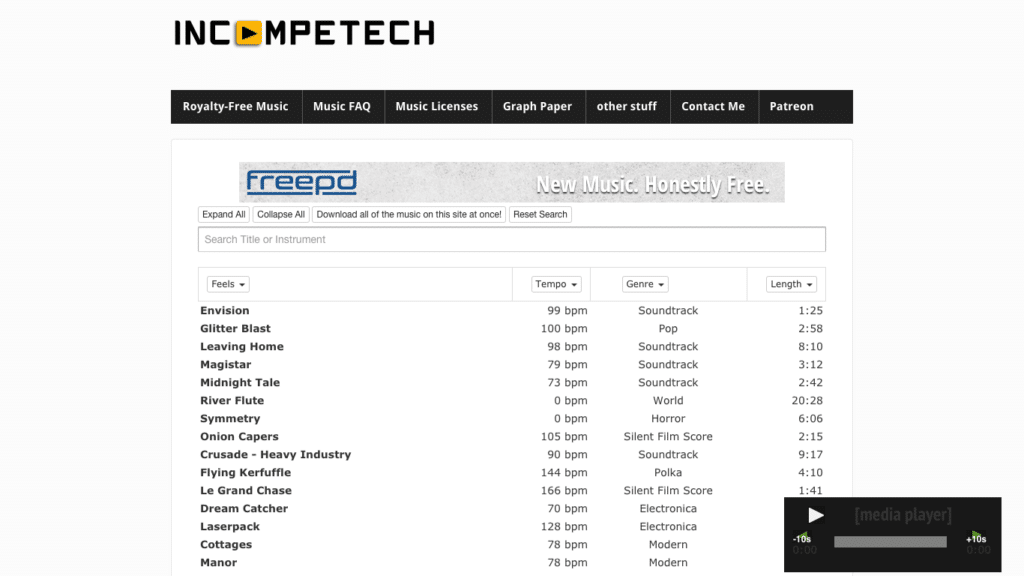 INCOMPETECH
Royalty-Free Music Music FAQ Music Licenses Graph Paper other stuff Contact Me Patreon
freepd New Music. Honestly Free.
Expand All Collapse All Download all of the music on this site at once! Reset Search
Search Title or Instrument
Feels Tempo Genre Length
Envision 99 bpm Soundtrack 1:25
Glitter Blast 100 bpm Pop 2:58
Leaving Home 98 bpm Soundtrack 8:10
Magistar 79 bpm Soundtrack 3:12
Midnight Tale 73 bpm Soundtrack 2:42
River Flute 0 bpm World 20:28
Symmetry 0 bpm Horror 6:06
Onion Capers 105 bpm Silent Film Score 2:15
Crusade - Heavy Industry 90 bpm Soundtrack 9:17
Flying Kerfuffle 144 bpm Polka 4:10
Le Grand Chase 166 bpm Silent Film Score 1:41
Dream Catcher 70 bpm Electronica
Laserpack 128 bpm Electronica
Cottages 78 bpm Modern
Manor 78 bpm Modern
[media player]
-10s +10s
0:00 0:00